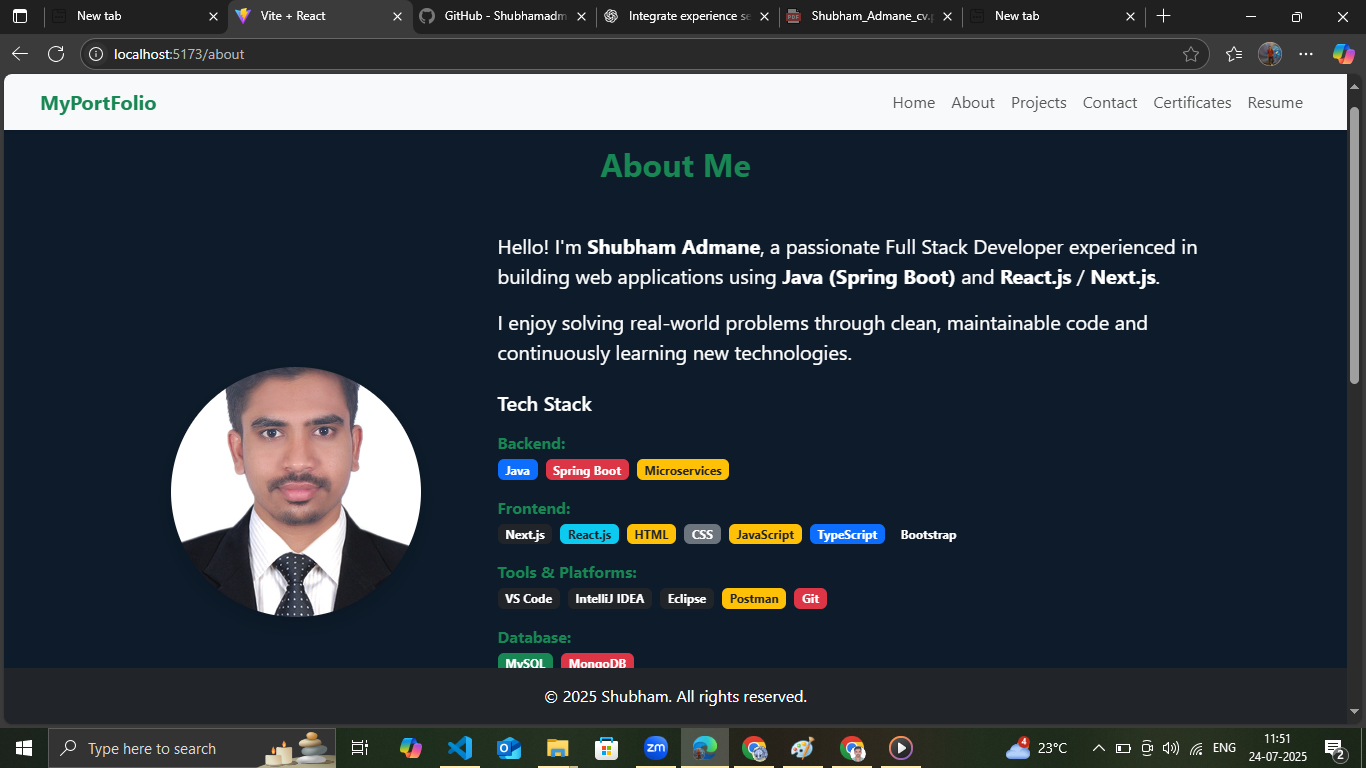 New tab
Vite + React
GitHub - Shubhamadm
Integrate experience se
Shubham_Admane_cv.p
New tab
localhost:5173/about
MyPortFolio
Home About Projects Contact Certificates Resume
About Me
Hello! I'm Shubham Admane, a passionate Full Stack Developer experienced in
building web applications using Java (Spring Boot) and React.js / Next.js.
I enjoy solving real-world problems through clean, maintainable code and
continuously learning new technologies.
Tech Stack
Backend:
Java Spring Boot Microservices
Frontend:
Next.js React.js HTML CSS JavaScript TypeScript Bootstrap
Tools & Platforms:
VS Code IntelliJ IDEA Eclipse Postman Git
Database:
MySQL MongoDB
© 2025 Shubham. All rights reserved.
Type here to search
zm
4
23°C
ENG
11:51
24-07-2025
2